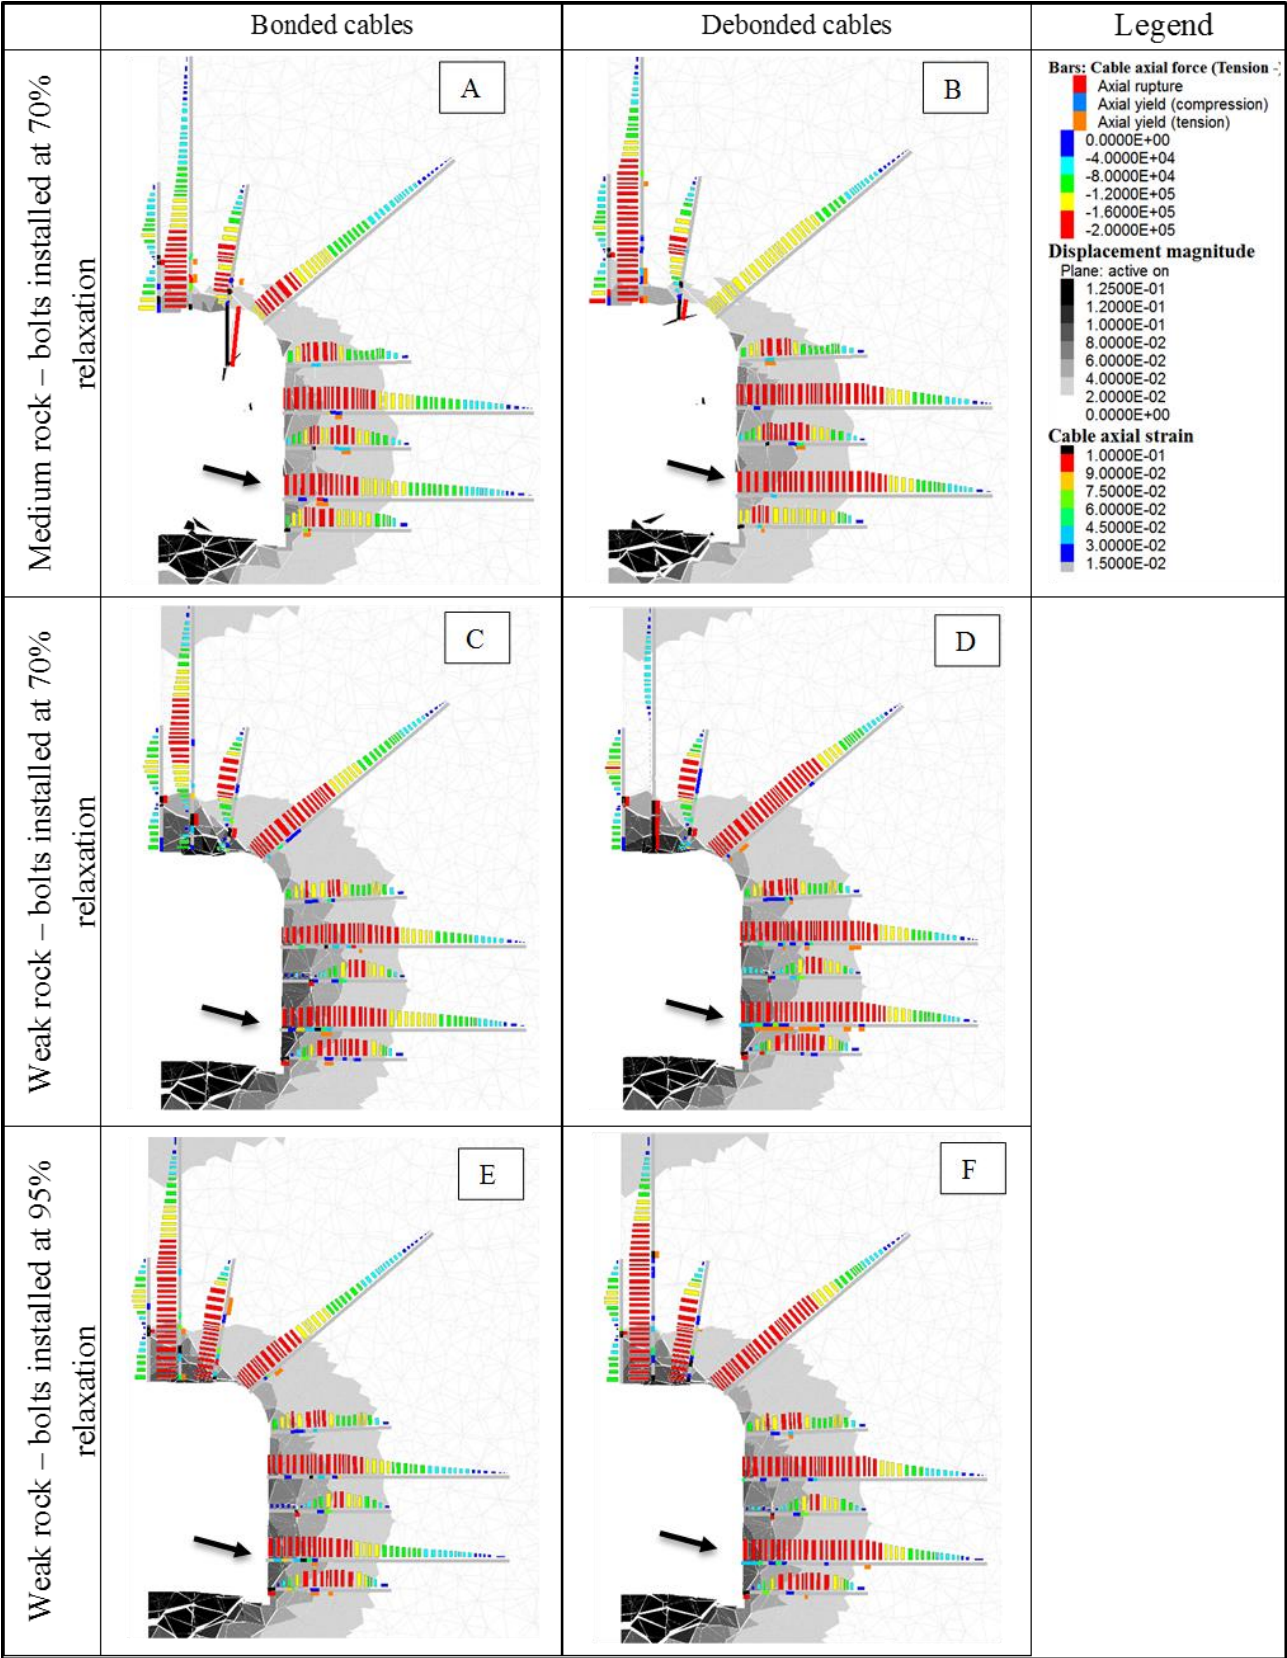 Bonded cables
Debonded cables
Legend
Medium rock – bolts installed at 70%
relaxation
A
B
Bars: Cable axial force (Tension -
Axial rupture
Axial yield (compression)
Axial yield (tension)
0.0000E+00
-4.0000E+04
-8.0000E+04
-1.2000E+05
-1.6000E+05
-2.0000E+05
Displacement magnitude
Plane: active on
1.2500E-01
1.2000E-01
1.0000E-01
8.0000E-02
6.0000E-02
4.0000E-02
2.0000E-02
0.0000E+00
Cable axial strain
1.0000E-01
9.0000E-02
7.5000E-02
6.0000E-02
4.5000E-02
3.0000E-02
1.5000E-02
Weak rock – bolts installed at 70%
relaxation
C
D
Weak rock – bolts installed at 95%
relaxation
E
F